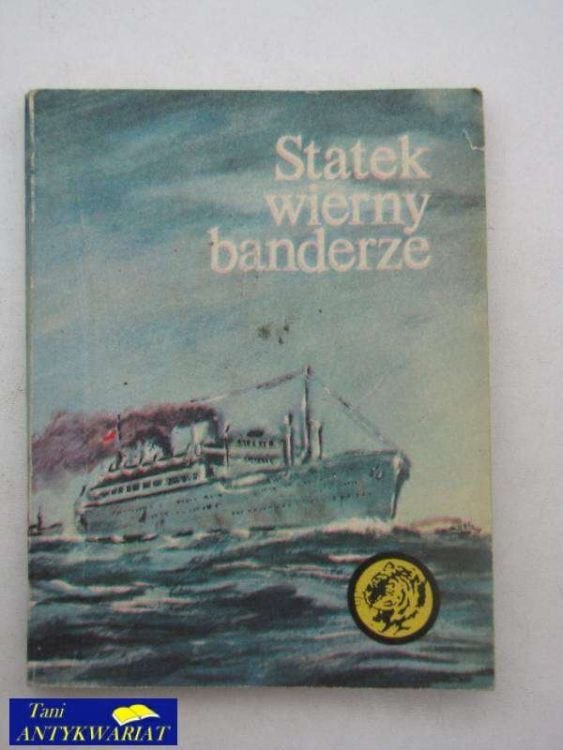 Statek
wierny
banderze
Tani
ANTYKWARIAT